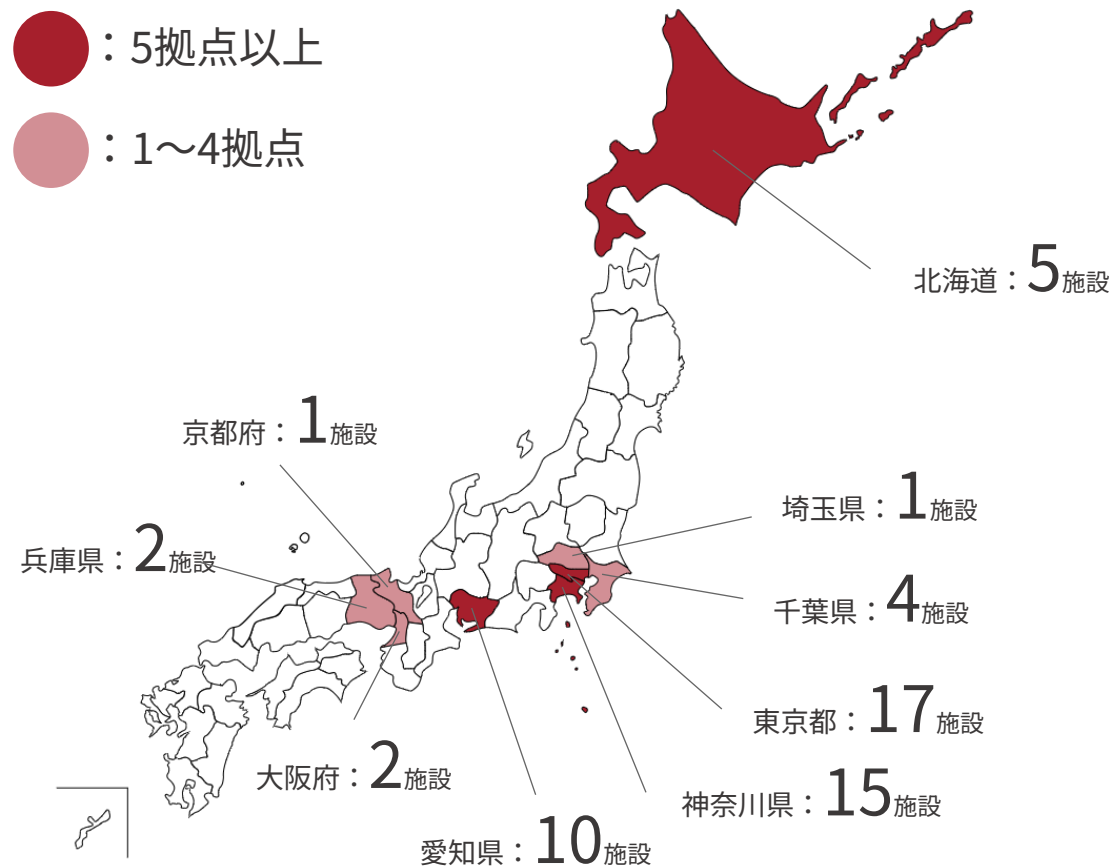 ：5拠点以上
：1～4拠点
北海道：5施設
京都府：1施設
埼玉県：1施設
兵庫県：2施設
千葉県：4施設
東京都：17施設
大阪府：2施設
神奈川県：15施設
愛知県：10施設